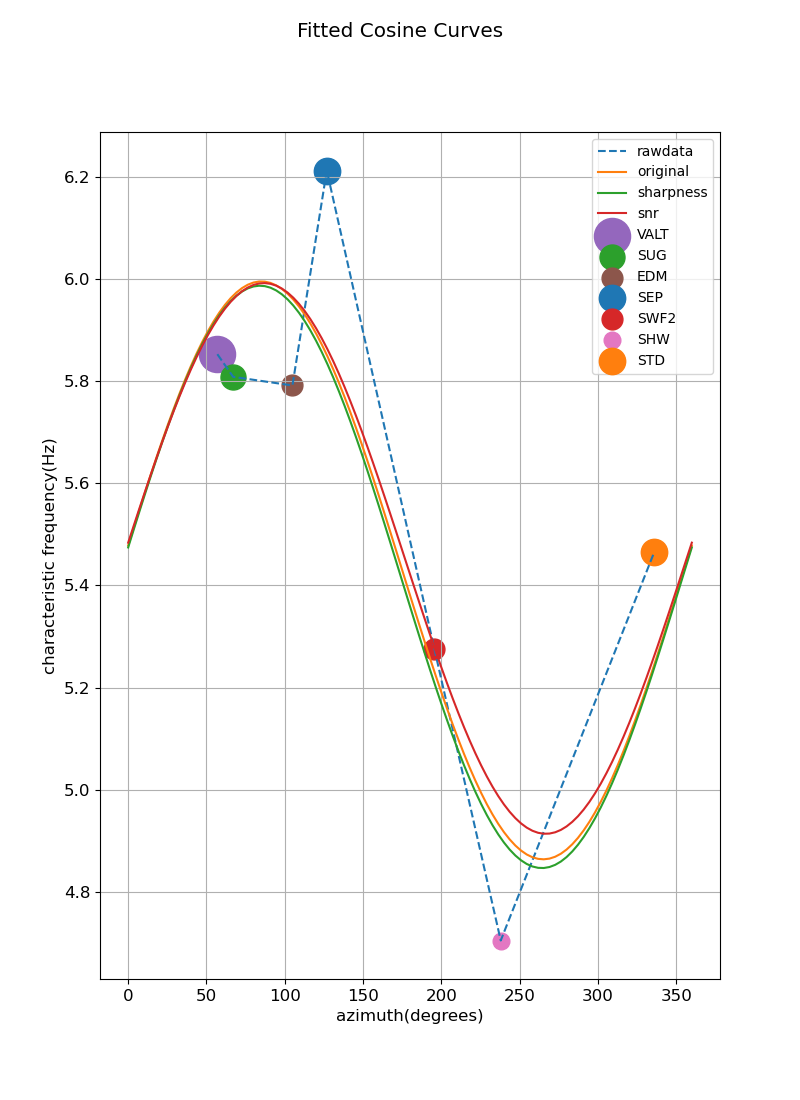 Fitted Cosine Curves
rawdata
original
sharpness
snr
VALT
SUG
EDM
SEP
SWF2
SHW
STD
6.2
6.0
5.8
5.6
5.4
5.2
5.0
4.8
characteristic frequency(Hz)
0 50 100 150 200 250 300 350
azimuth(degrees)